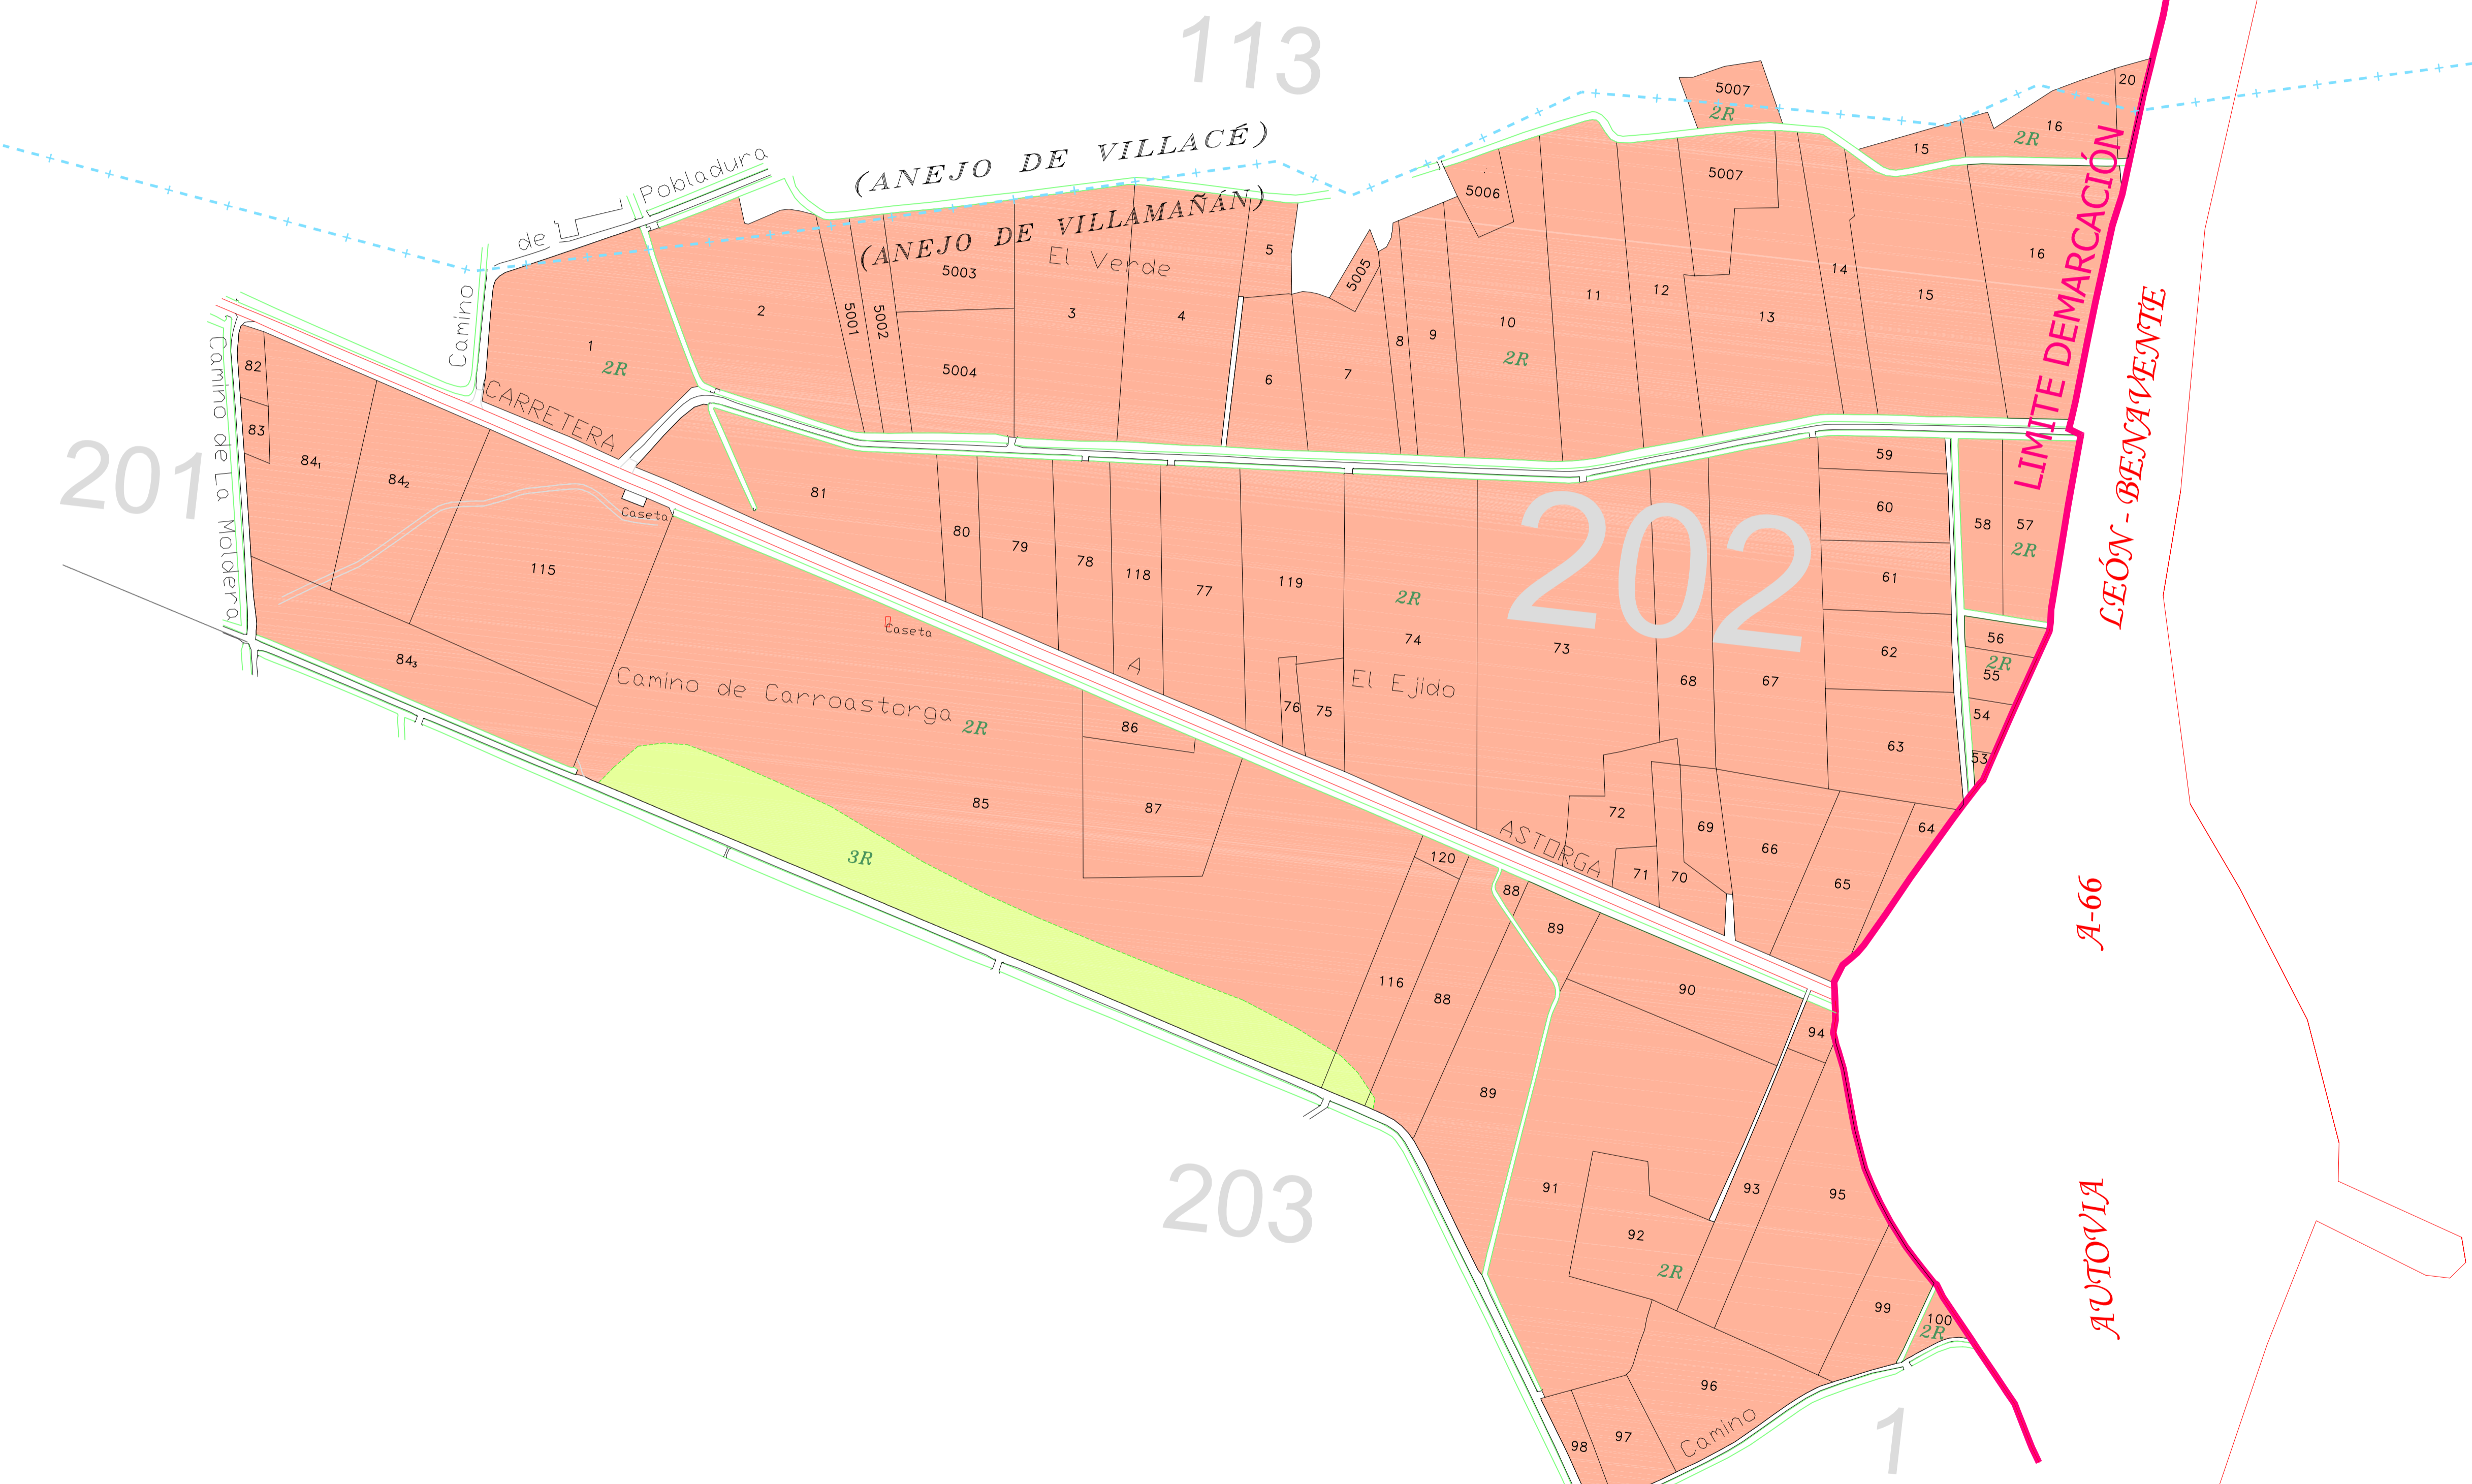 113
(ANEJO DE VILLACÉ)
(ANEJO DE VILLAMAÑÁN)
Camino
de
Pobladura
El Verde
5007
2R
20
16
2R
15
5006
5007
5
5003
5005
14
16
15
2
5001
5002
3
4
10
11
12
13
1
2R
8
9
2R
5004
6
7
LIMITE DEMARCACIÓN
LEÓN - BENAVENTE
82
83
CARRETERA
201
Camino de La Moldera
84₁
84₂
81
Caseta
115
80
79
78
118
77
119
2R
74
202
73
59
60
58
57
2R
61
62
56
2R
55
54
53
63
Caseta
84₃
Camino de Carroastorga
2R
A
86
76
75
El Ejido
68
67
85
87
3R
ASTORGA
72
69
66
64
71
70
65
120
88
89
A-66
116
88
90
94
89
91
93
95
203
92
2R
99
100
2R
AUTOVIA
96
Camino
97
98
1